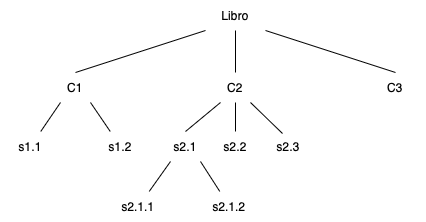 Libro
C1 C2 C3
s1.1 s1.2 s2.1 s2.2 s2.3
s2.1.1 s2.1.2